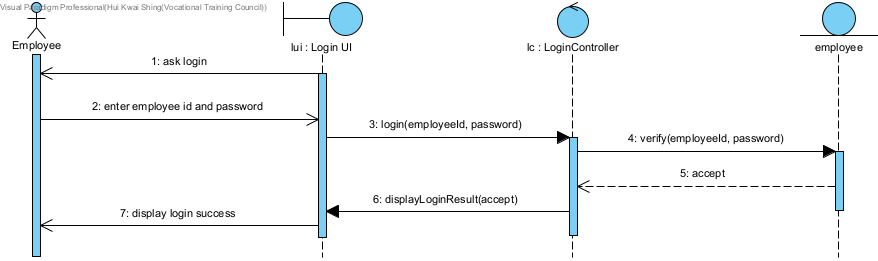 Visual Paradigm Professional(Hui Kwai Shing(Vocational Training Council))
Employee
lui : Login UI
lc : LoginController
employee
1: ask login
2: enter employee id and password
3: login(employeeId, password)
4: verify(employeeId, password)
5: accept
6: displayLoginResult(accept)
7: display login success